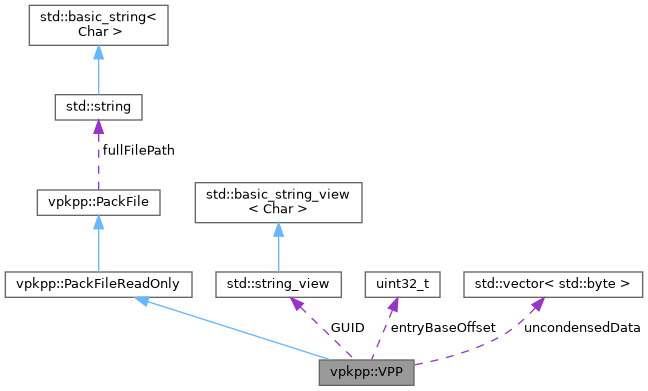 std::basic_string<
Char >
std::string
fullFilePath
std::basic_string_view
< Char >
vpkpp::PackFile
vpkpp::PackFileReadOnly
std::string_view
uint32_t
std::vector< std::byte >
GUID
entryBaseOffset
uncondensedData
vpkpp::VPP